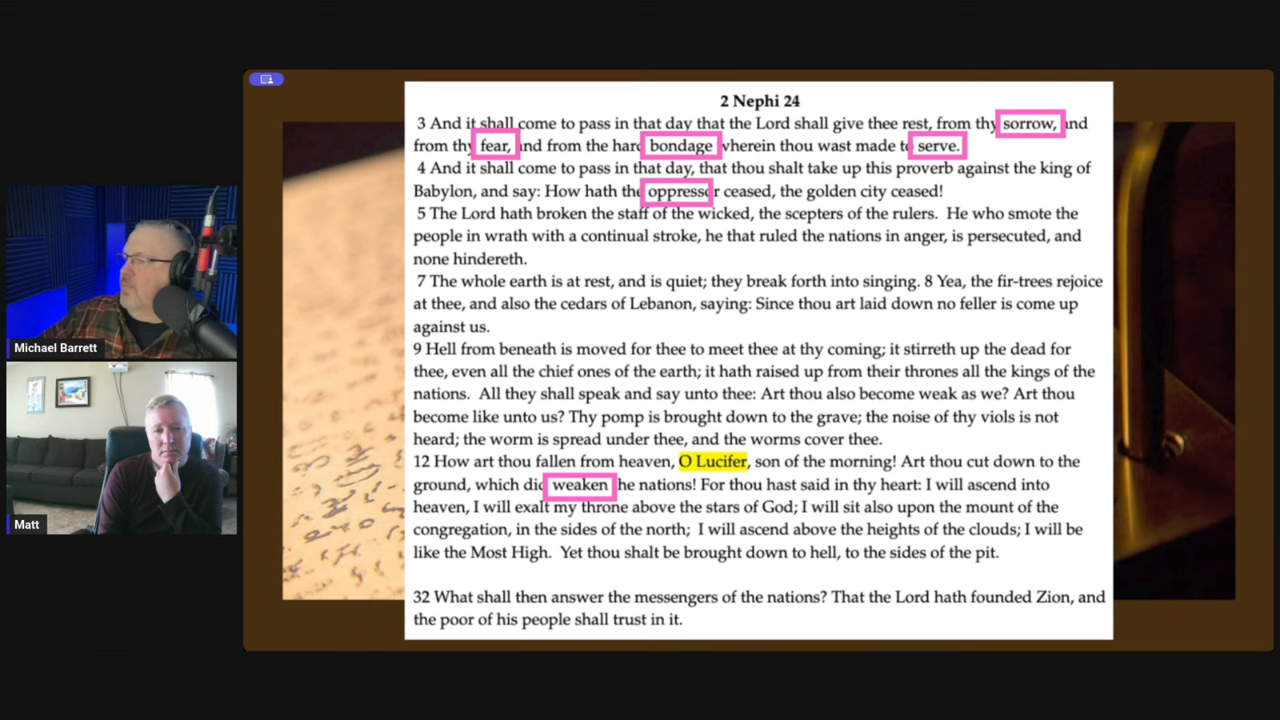 2 Nephi 24
3 And it shall come to pass in that day that the Lord shall give thee rest, from thy sorrow, and
from thy fear, and from the hard bondage wherein thou wast made to serve.
4 And it shall come to pass in that day, that thou shalt take up this proverb against the king of
Babylon, and say: How hath the oppressor ceased, the golden city ceased!
5 The Lord hath broken the staff of the wicked, the scepters of the rulers. He who smote the
people in wrath with a continual stroke, he that ruled the nations in anger, is persecuted, and
none hindereth.
7 The whole earth is at rest, and is quiet; they break forth into singing. 8 Yea, the fir-trees rejoice
at thee, and also the cedars of Lebanon, saying: Since thou art laid down no feller is come up
against us.
9 Hell from beneath is moved for thee to meet thee at thy coming; it stirreth up the dead for
thee, even all the chief ones of the earth; it hath raised up from their thrones all the kings of the
nations. All they shall speak and say unto thee: Art thou also become weak as we? Art thou
become like unto us? Thy pomp is brought down to the grave; the noise of thy viols is not
heard; the worm is spread under thee, and the worms cover thee.
12 How art thou fallen from heaven, O Lucifer, son of the morning! Art thou cut down to the
ground, which did weaken the nations! For thou hast said in thy heart: I will ascend into
heaven, I will exalt my throne above the stars of God; I will sit also upon the mount of the
congregation, in the sides of the north; I will ascend above the heights of the clouds; I will be
like the Most High. Yet thou shalt be brought down to hell, to the sides of the pit.
32 What shall then answer the messengers of the nations? That the Lord hath founded Zion, and
the poor of his people shall trust in it.
Michael Barrett
Matt